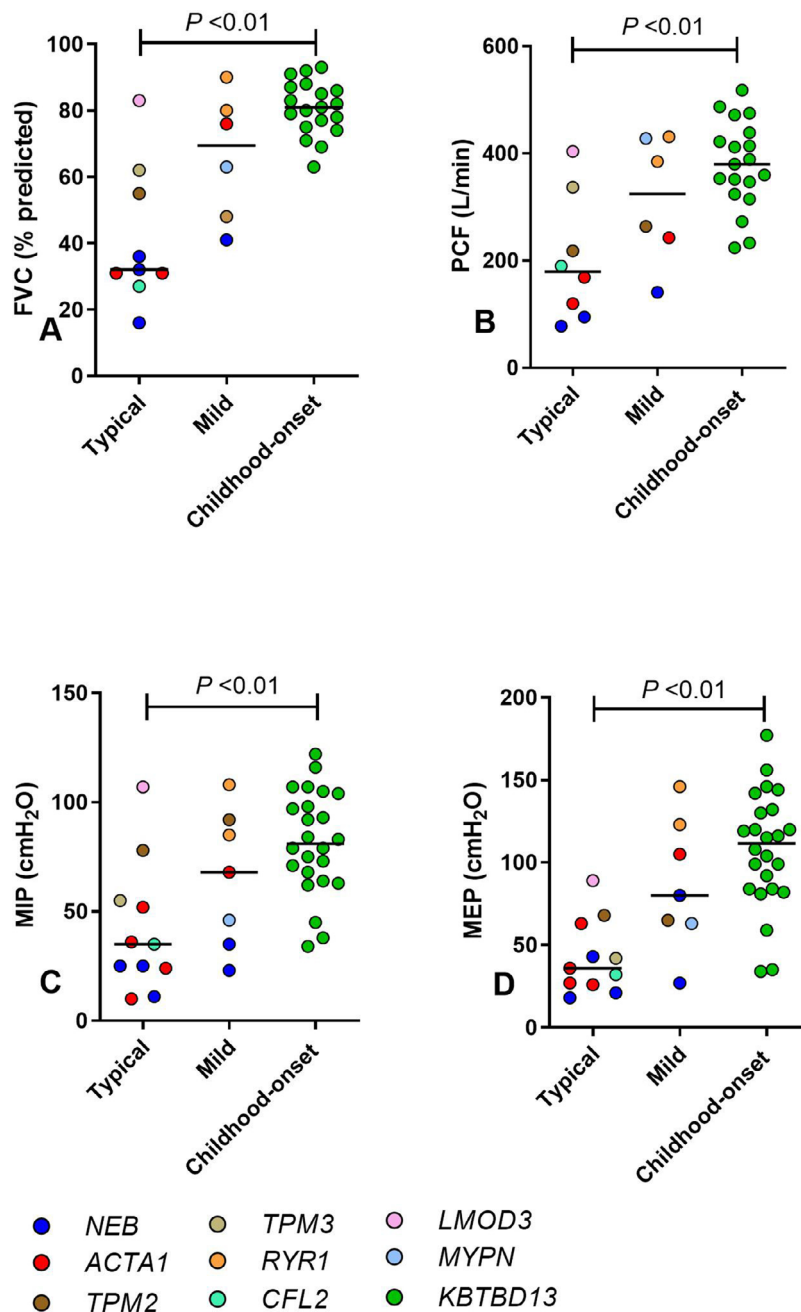 P <0.01
100
80
60
40
20
0
FVC (% predicted)
A
Typical
Mild
Childhood-onset
P <0.01
600
400
200
0
PCF (L/min)
B
Typical
Mild
Childhood-onset
P <0.01
150
100
50
0
MIP (cmH₂O)
C
Typical
Mild
Childhood-onset
P <0.01
200
150
100
50
0
MEP (cmH₂O)
D
Typical
Mild
Childhood-onset
NEB TPM3 LMOD3
ACTA1 RYR1 MYPN
TPM2 CFL2 KBTBD13